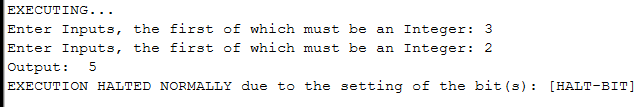 EXECUTING...
Enter Inputs, the first of which must be an Integer: 3
Enter Inputs, the first of which must be an Integer: 2
Output:  5
EXECUTION HALTED NORMALLY due to the setting of the bit(s): [HALT-BIT]